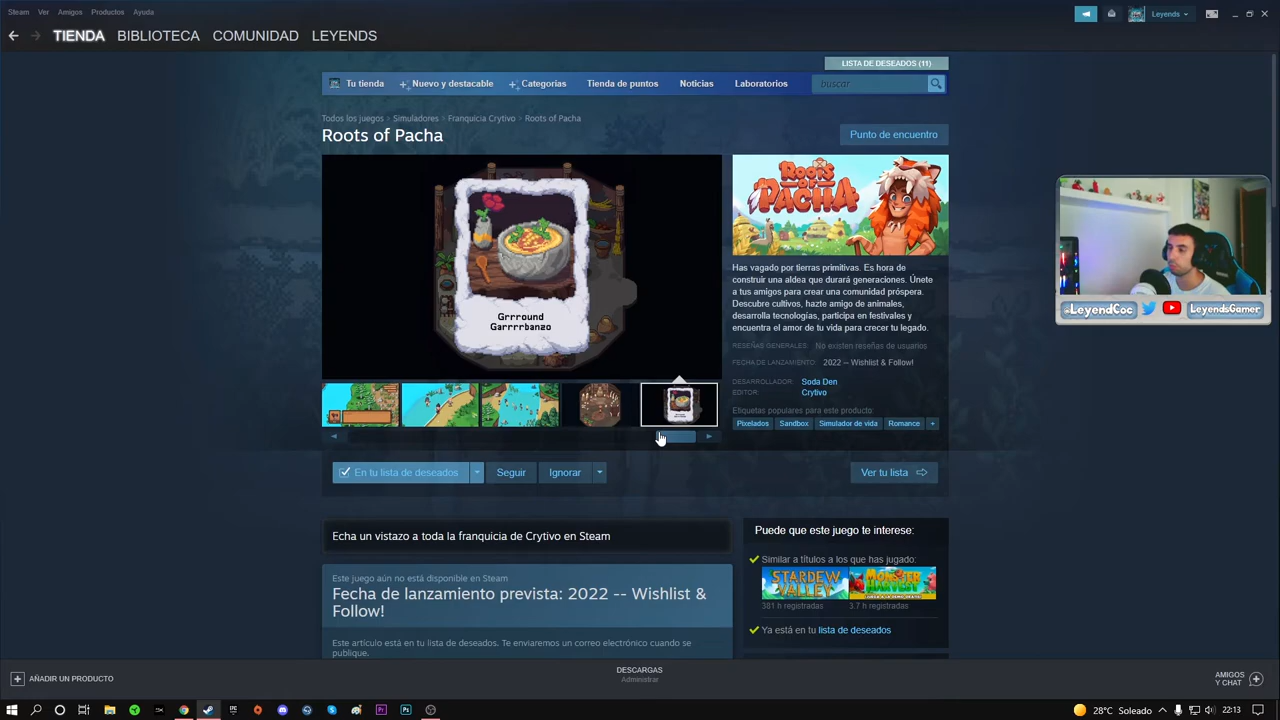 Steam Ver Amigos Productos Ayuda
Leyends
TIENDA BIBLIOTECA COMUNIDAD LEYENDS
LISTA DE DESEADOS (11)
Tu tienda Nuevo y destacable Categorías Tienda de puntos Noticias Laboratorios buscar
Todos los juegos > Simuladores > Franquicia Crytivo > Roots of Pacha
Roots of Pacha
Punto de encuentro
Grrround
Garrrrbanzo
ROOTS
OF
PACHA
Has vagado por tierras primitivas. Es hora de
construir una aldea que durará generaciones. Únete
a tus amigos para crear una comunidad próspera.
Descubre cultivos, hazte amigo de animales,
desarrolla tecnologías, participa en festivales y
encuentra el amor de tu vida para crecer tu legado.
RESEÑAS GENERALES: No existen reseñas de usuarios
FECHA DE LANZAMIENTO: 2022 -- Wishlist & Follow!
DESARROLLADOR: Soda Den
EDITOR: Crytivo
Etiquetas populares para este producto:
Pixelados Sandbox Simulador de vida Romance +
@LeyendCoc LeyendsGamer
En tu lista de deseados Seguir Ignorar Ver tu lista
Echa un vistazo a toda la franquicia de Crytivo en Steam
Este juego aún no está disponible en Steam
Fecha de lanzamiento prevista: 2022 -- Wishlist &
Follow!
Este artículo está en tu lista de deseados. Te enviaremos un correo electrónico cuando se
publique.
Puede que este juego te interese:
Similar a títulos a los que has jugado:
STARDEW
VALLEY
MONSTER
HARVEST
381 h registradas 3.7 h registradas
Ya está en tu lista de deseados
AÑADIR UN PRODUCTO
DESCARGAS
Administrar
AMIGOS
Y CHAT
28°C Soleado 22:13